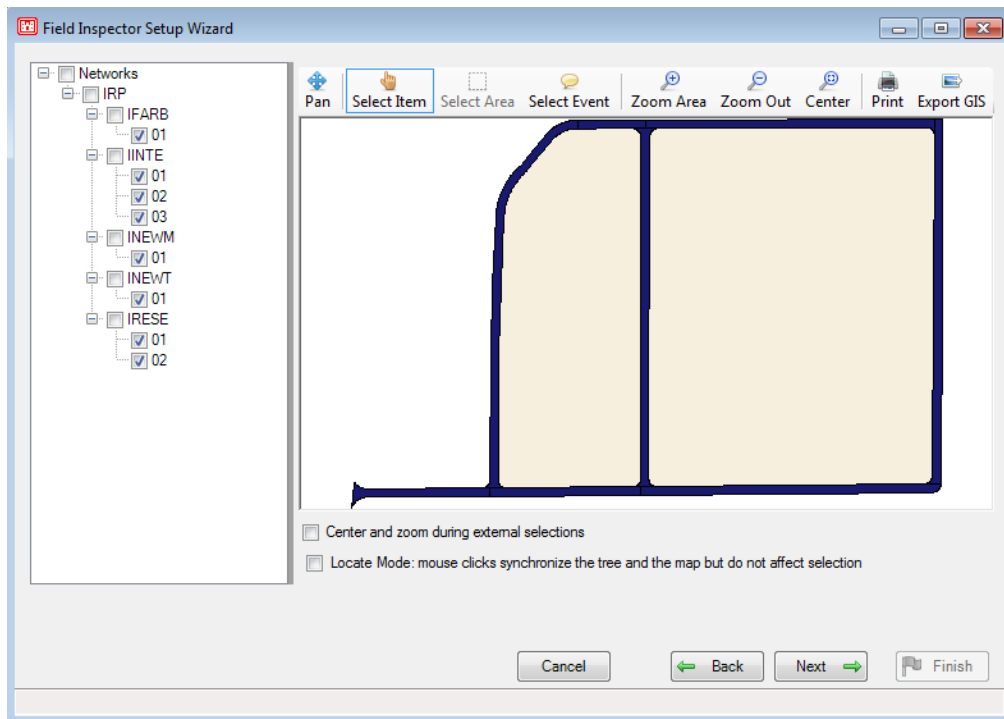 Field Inspector Setup Wizard
Networks
IRP
IFARB
01
IINTE
01
02
03
INEWM
01
INEWT
01
IRESE
01
02
Pan Select Item Select Area Select Event Zoom Area Zoom Out Center Print Export GIS
Center and zoom during external selections
Locate Mode: mouse clicks synchronize the tree and the map but do not affect selection
Cancel Back Next Finish